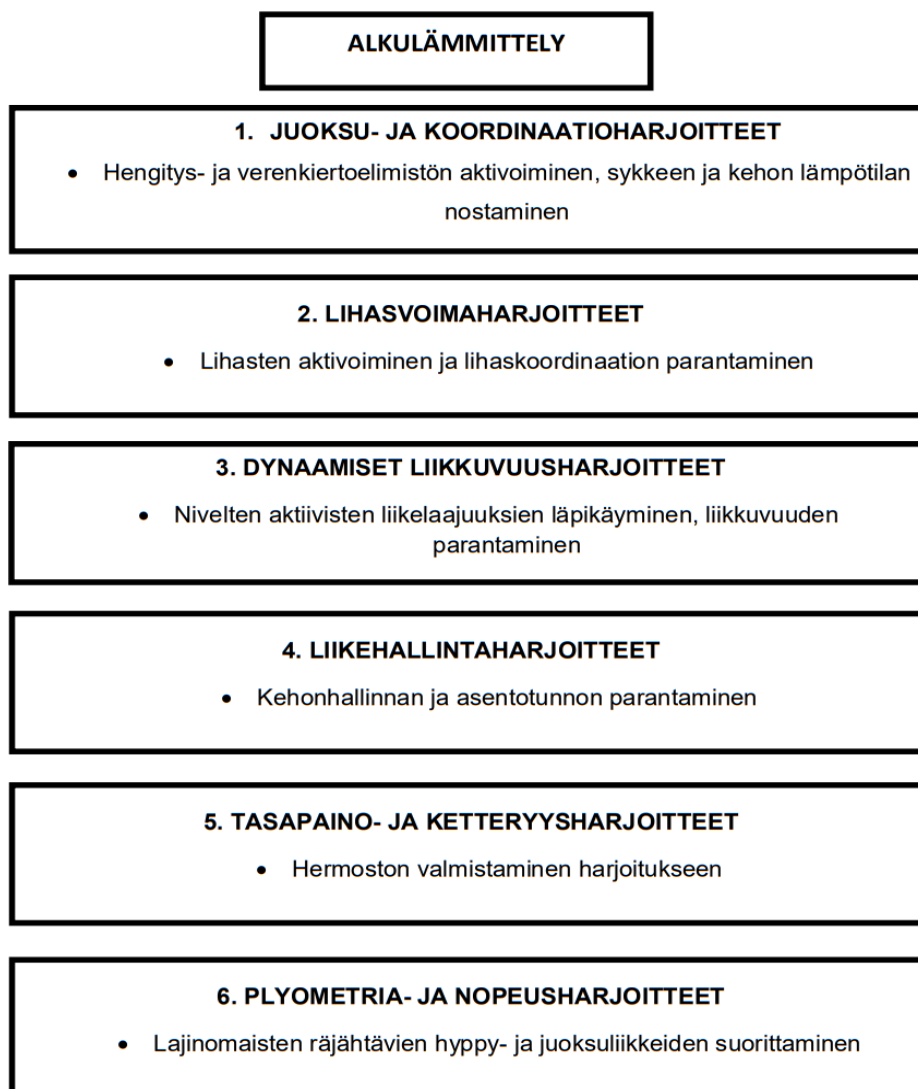 ALKULÄMMITTELY
1. JUOKSU- JA KOORDINAATIOHARJOITTEET
• Hengitys- ja verenkiertoelimistön aktivoiminen, sykkeen ja kehon lämpötilan
nostaminen
2. LIHASVOIMAHARJOITTEET
• Lihasten aktivoiminen ja lihaskoordinaation parantaminen
3. DYNAAMISET LIIKKUVUUSHARJOITTEET
• Nivelten aktiivisten liikelaajuuksien läpikäyminen, liikkuvuuden
parantaminen
4. LIIKEHALLINTAHARJOITTEET
• Kehonhallinnan ja asentotunnon parantaminen
5. TASAPAINO- JA KETTERYYSHARJOITTEET
• Hermoston valmistaminen harjoitukseen
6. PLYOMETRIA- JA NOPEUSHARJOITTEET
• Lajinomaisten räjähtävien hyppy- ja juoksuliikkeiden suorittaminen